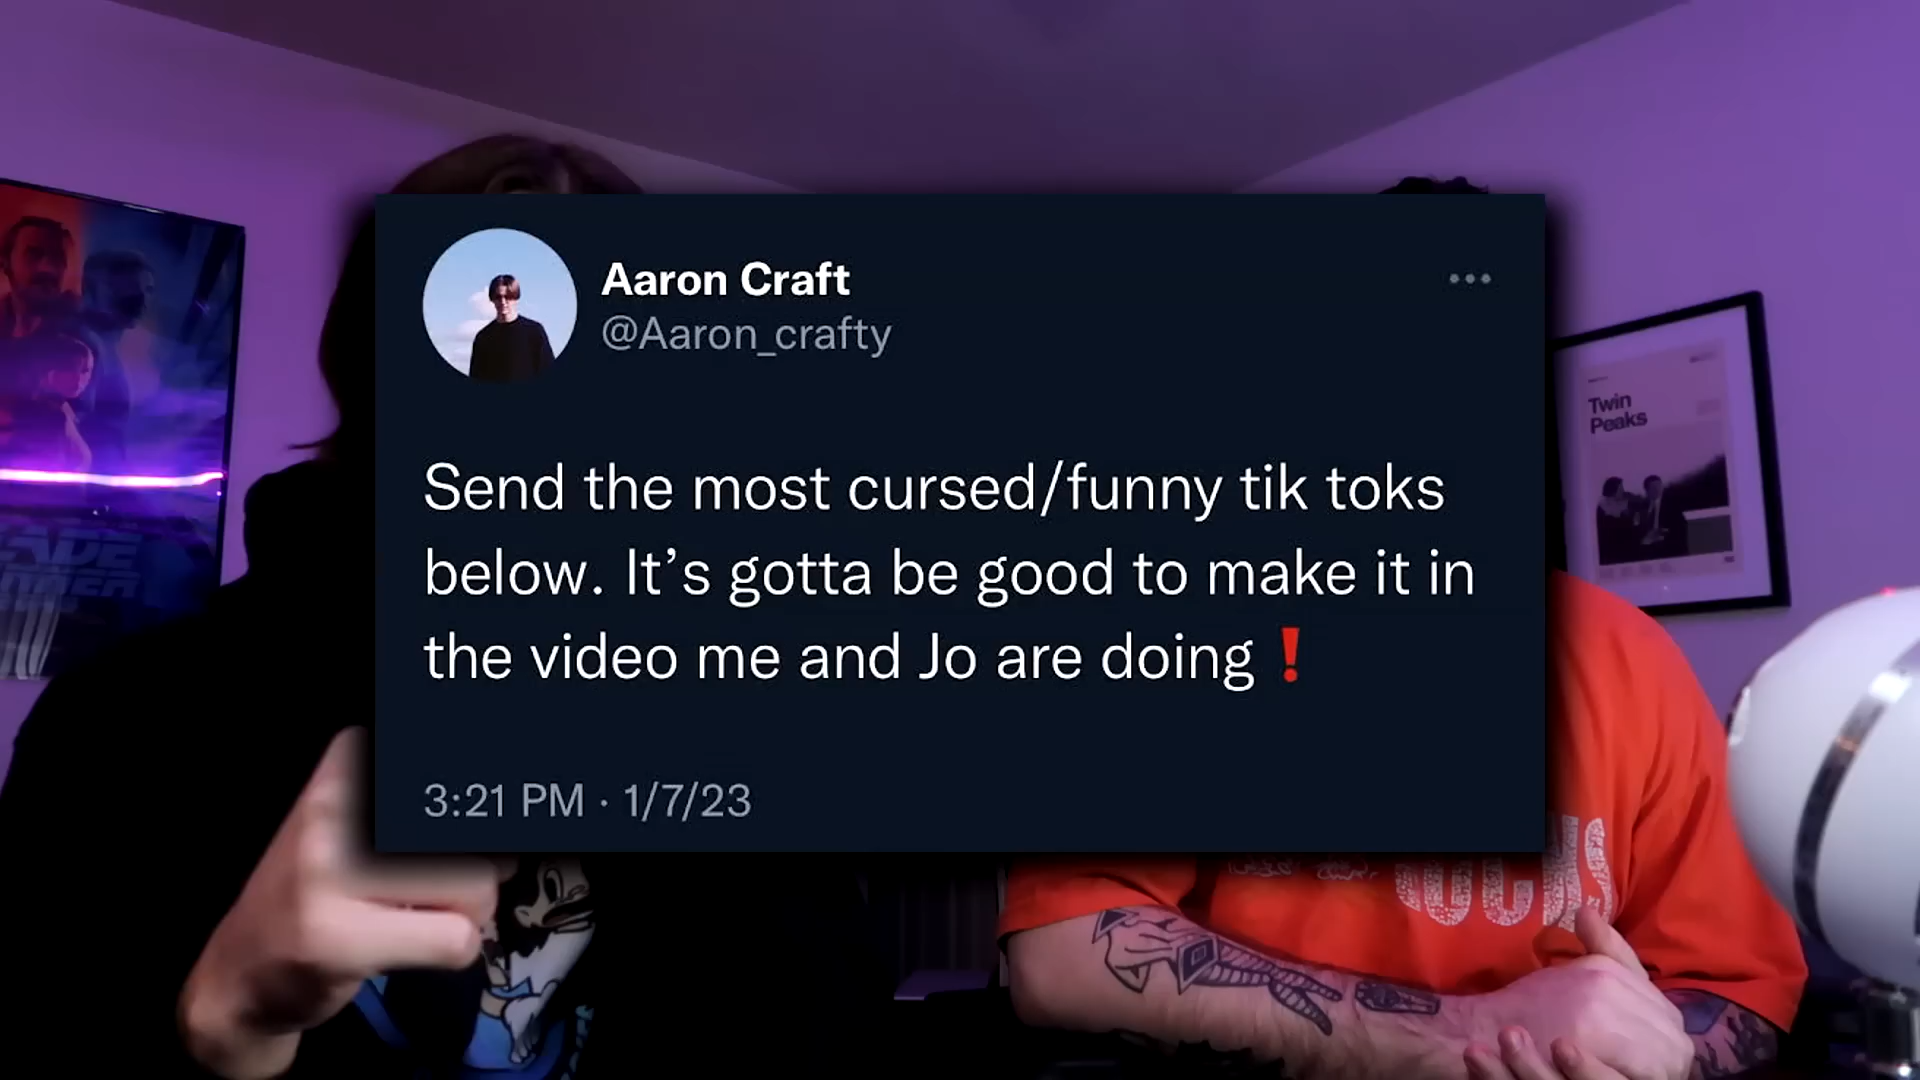 Aaron Craft
@Aaron_crafty
Send the most cursed/funny tik toks
below. It’s gotta be good to make it in
the video me and Jo are doing❗
3:21 PM · 1/7/23
Twin
Peaks